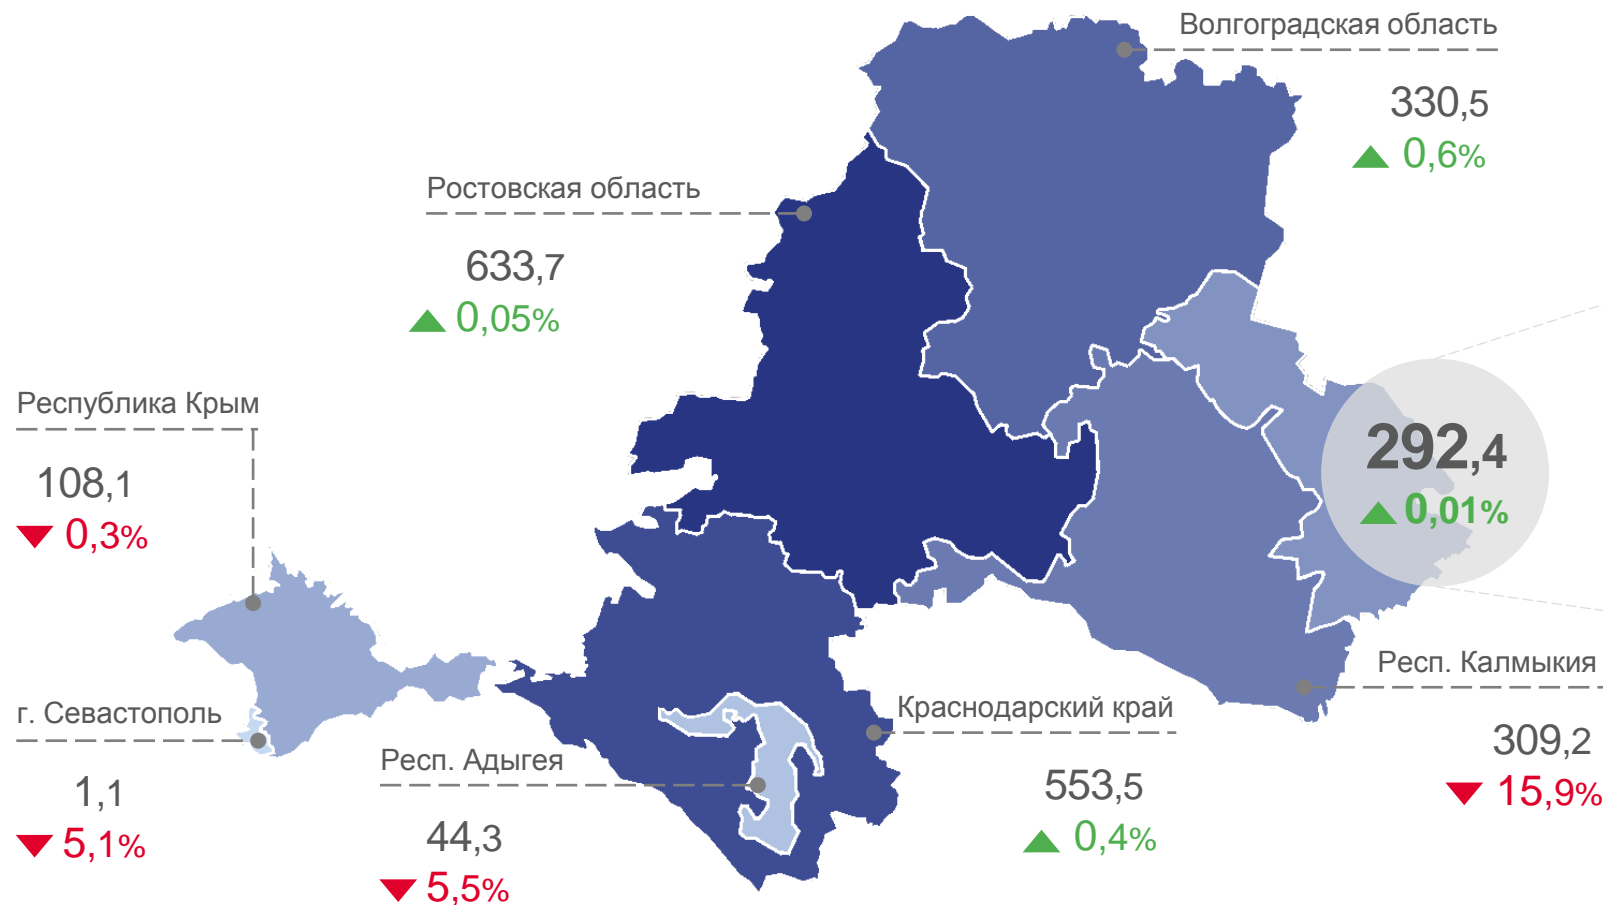 Волгоградская область
330,5
▲ 0,6%
Ростовская область
633,7
▲ 0,05%
Республика Крым
108,1
▼ 0,3%
292,4
▲ 0,01%
г. Севастополь
1,1
▼ 5,1%
Респ. Адыгея
44,3
▼ 5,5%
Краснодарский край
553,5
▲ 0,4%
Респ. Калмыкия
309,2
▼ 15,9%